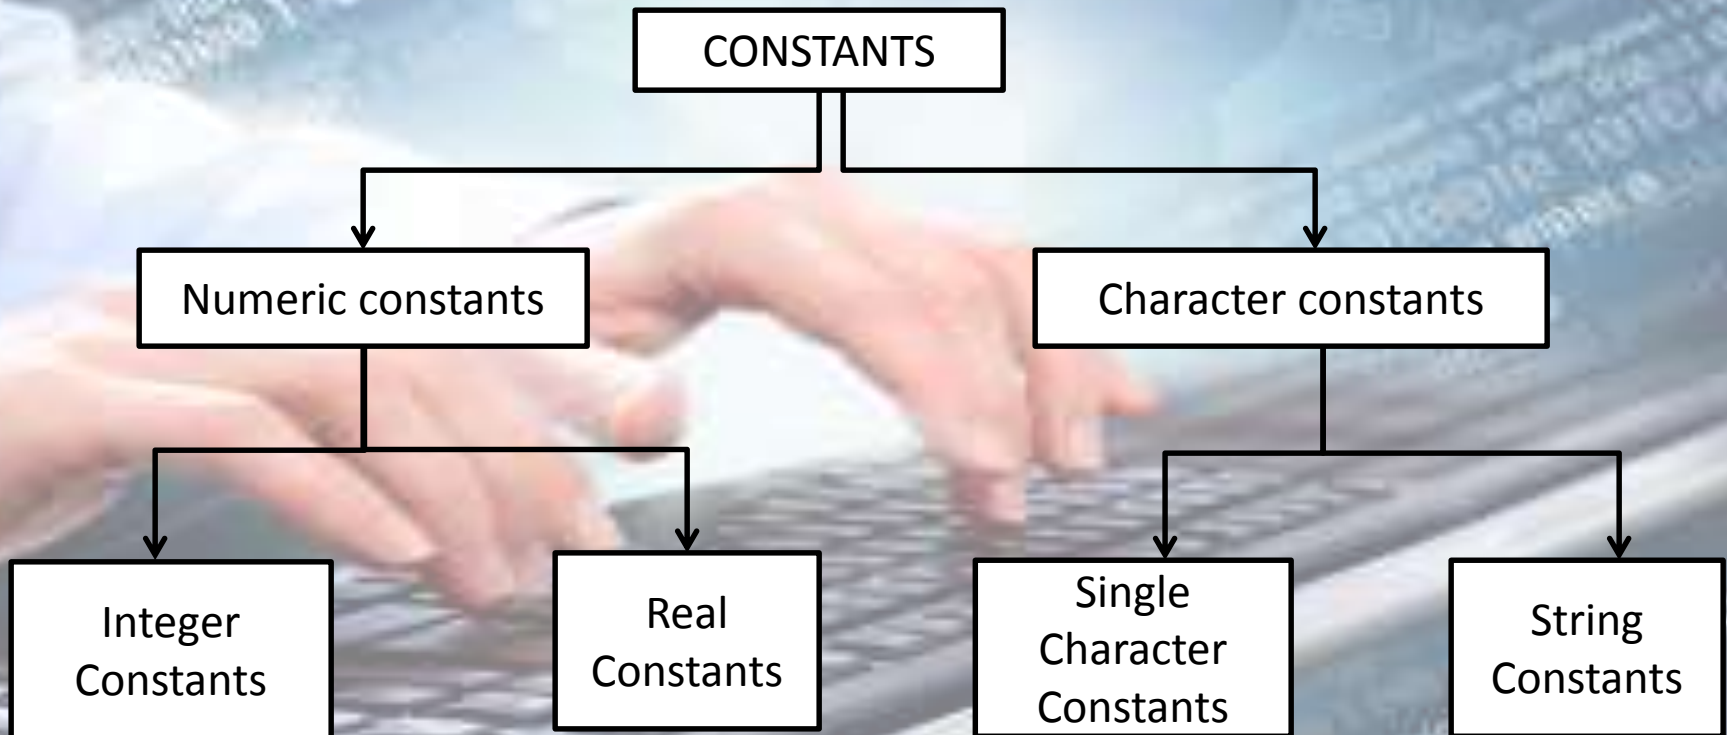 CONSTANTS
Numeric constants
Character constants
Integer
Constants
Real
Constants
Single
Character
Constants
String
Constants